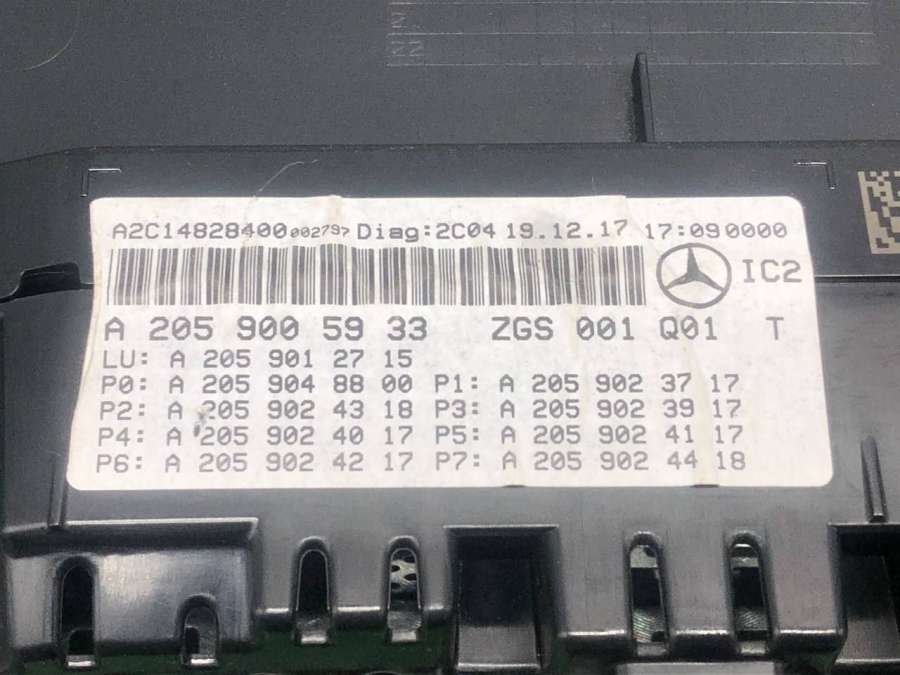 22
A2C14828400002797 Diag:2C04 19.12.17 17:090000
IC2
A 205 900 59 33 ZGS 001 Q01 T
LU: A 205 901 27 15
P0: A 205 904 88 00 P1: A 205 902 37 17
P2: A 205 902 43 18 P3: A 205 902 39 17
P4: A 205 902 40 17 P5: A 205 902 41 17
P6: A 205 902 42 17 P7: A 205 902 44 18